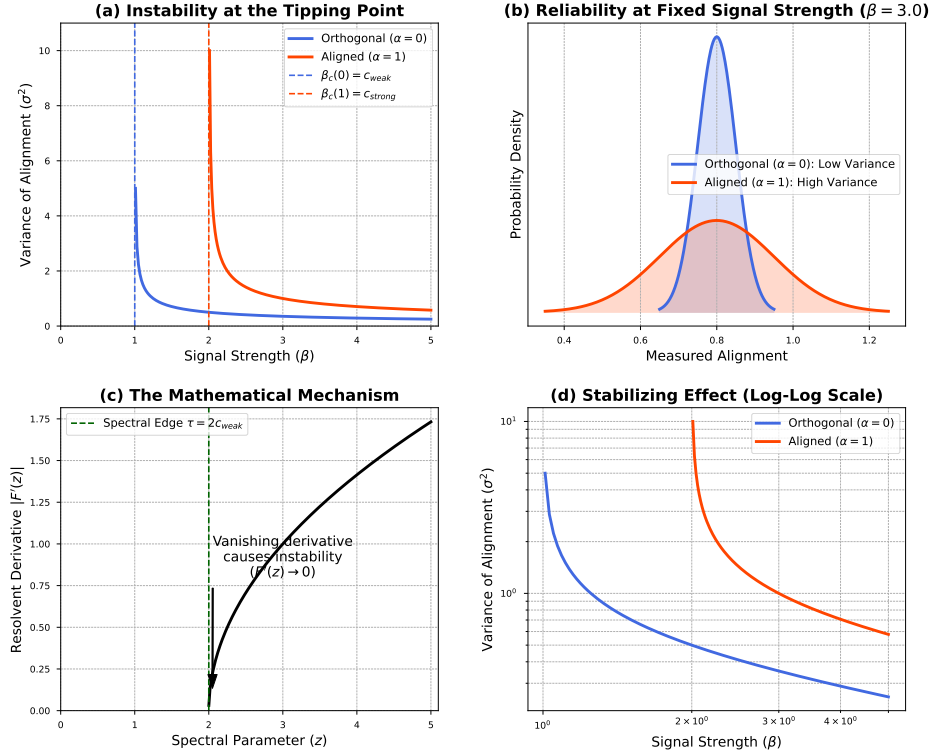 (a) Instability at the Tipping Point
Variance of Alignment (σ²)
10
8
6
4
2
0
0 1 2 3 4 5
Signal Strength (β)
Orthogonal (α = 0)
Aligned (α = 1)
β_c(0) = c_weak
β_c(1) = c_strong
(b) Reliability at Fixed Signal Strength (β = 3.0)
Probability Density
Orthogonal (α = 0): Low Variance
Aligned (α = 1): High Variance
0.4 0.6 0.8 1.0 1.2
Measured Alignment
(c) The Mathematical Mechanism
Resolvent Derivative |F′(z)|
1.75
1.50
1.25
1.00
0.75
0.50
0.25
0.00
0 1 2 3 4 5
Spectral Parameter (z)
Spectral Edge τ = 2c_weak
Vanishing derivative
causes instability
(F′(z) → 0)
(d) Stabilizing Effect (Log-Log Scale)
Variance of Alignment (σ²)
10¹
10⁰
10⁰ 2 × 10⁰ 3 × 10⁰ 4 × 10⁰
Signal Strength (β)
Orthogonal (α = 0)
Aligned (α = 1)